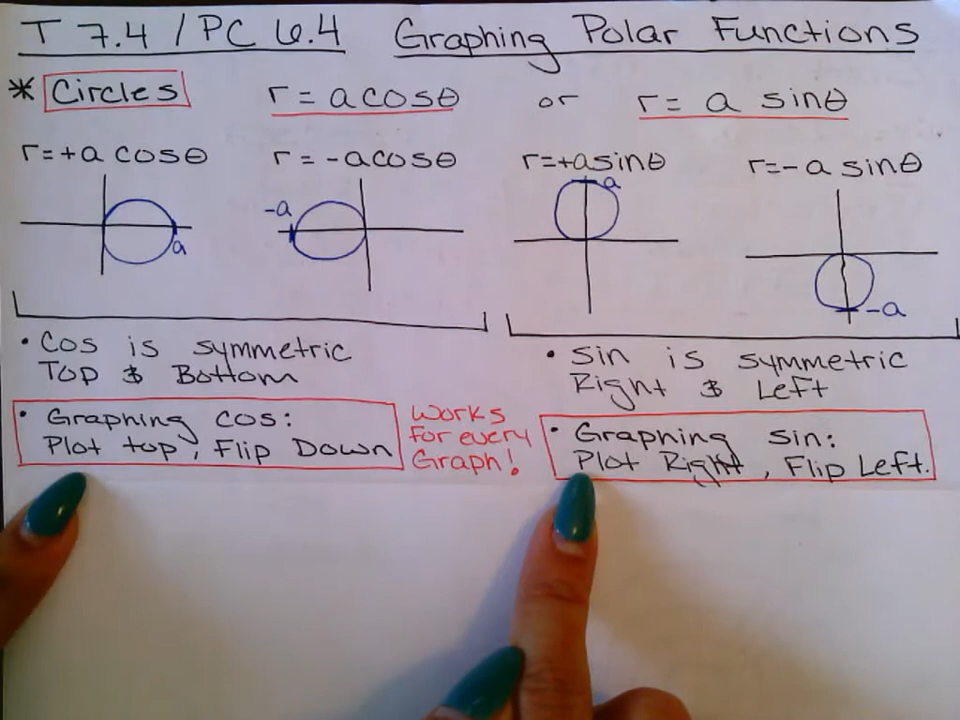 T 7.4 / PC 6.4 Graphing Polar Functions
* Circles r = a cosθ or r = a sinθ
r=+a cosθ r = -acosθ r=+asinθ r=-a sinθ
a -a a -a
• Cos is symmetric
Top & Bottom
• Sin is symmetric
Right & Left
• Graphing cos:
Plot top, Flip Down
Works
for every
Graph!
• Graphing sin:
Plot Right, Flip Left.